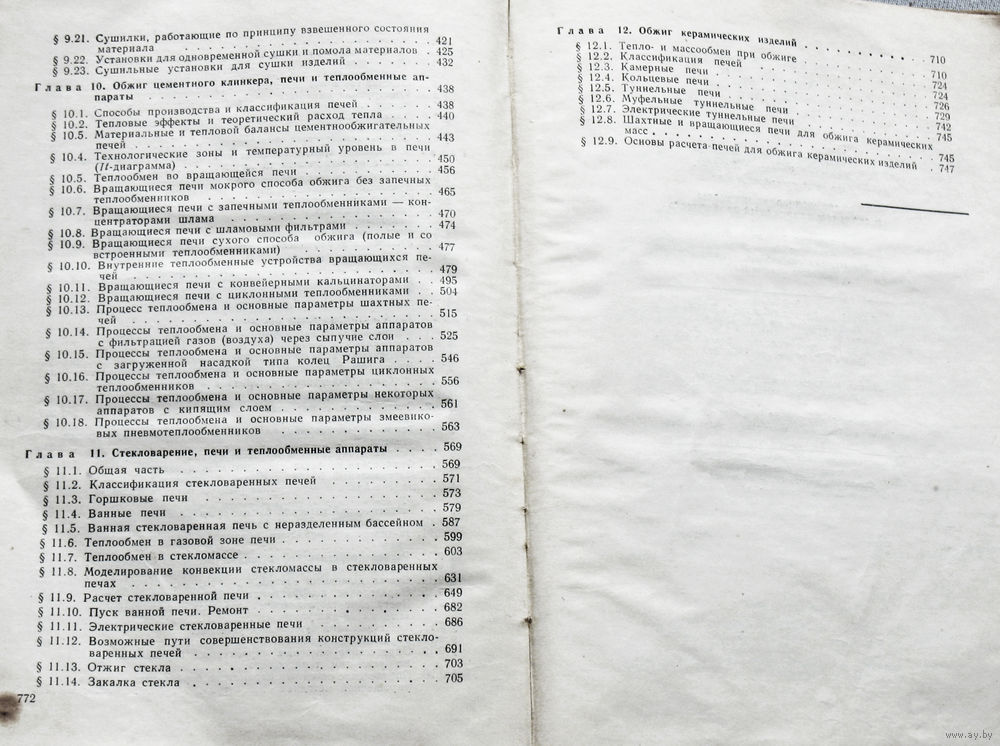 § 9.21. Сушилки, работающие по принципу взвешенного состояния
материала . . . . . . . . . . . . . . . . . 421
§ 9.22. Установки для одновременной сушки и помола материалов . 425
§ 9.23. Сушильные установки для сушки изделий . . . . . . 432
Глава 10. Обжиг цементного клинкера, печи и теплообменные ап-
параты . . . . . . . . . . . . . . . . . 438
§ 10.1. Способы производства и классификация печей . . . . . 438
§ 10.2. Тепловые эффекты и теоретический расход тепла . . . . 440
§ 10.5. Материальные и тепловой балансы цементнообжигательных
печей . . . . . . . . . . . . . . . . . 443
§ 10.4. Технологические зоны и температурный уровень в печи
(П-диаграмма) . . . . . . . . . . . . . . . 450
§ 10.5. Теплообмен во вращающейся печи . . . . . . . . 456
§ 10.6. Вращающиеся печи мокрого способа обжига без запечных
теплообменников . . . . . . . . . . . . . . 465
§ 10.7. Вращающиеся печи с запечными теплообменниками — кон-
центраторами шлама . . . . . . . . . . . . . 470
§ 10.8. Вращающиеся печи с шламовыми фильтрами . . . . . 474
§ 10.9. Вращающиеся печи сухого способа обжига (полые и со
встроенными теплообменниками) . . . . . . . . . 477
§ 10.10. Внутренние теплообменные устройства вращающихся пе-
чей . . . . . . . . . . . . . . . . . . 479
§ 10.11. Вращающиеся печи с конвейерными кальцинаторами . . 495
§ 10.12. Вращающиеся печи с циклонными теплообменниками . . 504
§ 10.13. Процесс теплообмена и основные параметры шахтных пе-
чей . . . . . . . . . . . . . . . . . . 515
§ 10.14. Процессы теплообмена и основные параметры аппаратов
с фильтрацией газов (воздуха) через сыпучие слои . . . 525
§ 10.15. Процессы теплообмена и основные параметры аппаратов
с загруженной насадкой типа колец Рашига . . . . 546
§ 10.16. Процессы теплообмена и основные параметры циклонных
теплообменников . . . . . . . . . . . . . . 556
§ 10.17. Процессы теплообмена и основные параметры некоторых
аппаратов с кипящим слоем . . . . . . . . . . 561
§ 10.18. Процессы теплообмена и основные параметры змеевико-
вых пневмотеплообменников . . . . . . . . . . 563
Глава 11. Стекловарение, печи и теплообменные аппараты . . . . 569
§ 11.1. Общая часть . . . . . . . . . . . . . . 569
§ 11.2. Классификация стекловаренных печей . . . . . . . 571
§ 11.3. Горшковые печи . . . . . . . . . . . . . 573
§ 11.4. Ванные печи . . . . . . . . . . . . . . 579
§ 11.5. Ванная стекловаренная печь с неразделенным бассейном . 587
§ 11.6. Теплообмен в газовой зоне печи . . . . . . . . . 599
§ 11.7. Теплообмен в стекломассе . . . . . . . . . . . 603
§ 11.8. Моделирование конвекции стекломассы в стекловаренных
печах . . . . . . . . . . . . . . . . . 631
§ 11.9. Расчет стекловаренной печи . . . . . . . . . . 649
§ 11.10. Пуск ванной печи. Ремонт . . . . . . . . . . 682
§ 11.11. Электрические стекловаренные печи . . . . . . . 686
§ 11.12. Возможные пути совершенствования конструкций стекло-
варенных печей . . . . . . . . . . . . . . 691
§ 11.13. Отжиг стекла . . . . . . . . . . . . . . 703
§ 11.14. Закалка стекла . . . . . . . . . . . . . . 705
772
Глава 12. Обжиг керамических изделий . . . . . . . . . 710
§ 12.1. Тепло- и массообмен при обжиге . . . . . . . . . 710
§ 12.2. Классификация печей . . . . . . . . . . . . 724
§ 12.3. Камерные печи . . . . . . . . . . . . . . 724
§ 12.4. Кольцевые печи . . . . . . . . . . . . . . 726
§ 12.5. Туннельные печи . . . . . . . . . . . . . . 729
§ 12.6. Муфельные туннельные печи . . . . . . . . . . 742
§ 12.7. Электрические туннельные печи . . . . . . . . . 745
§ 12.8. Шахтные и вращающиеся печи для обжига керамических
масс . . . . . . . . . . . . . . . . . . 745
§ 12.9. Основы расчета печей для обжига керамических изделий . 747
www.ay.by